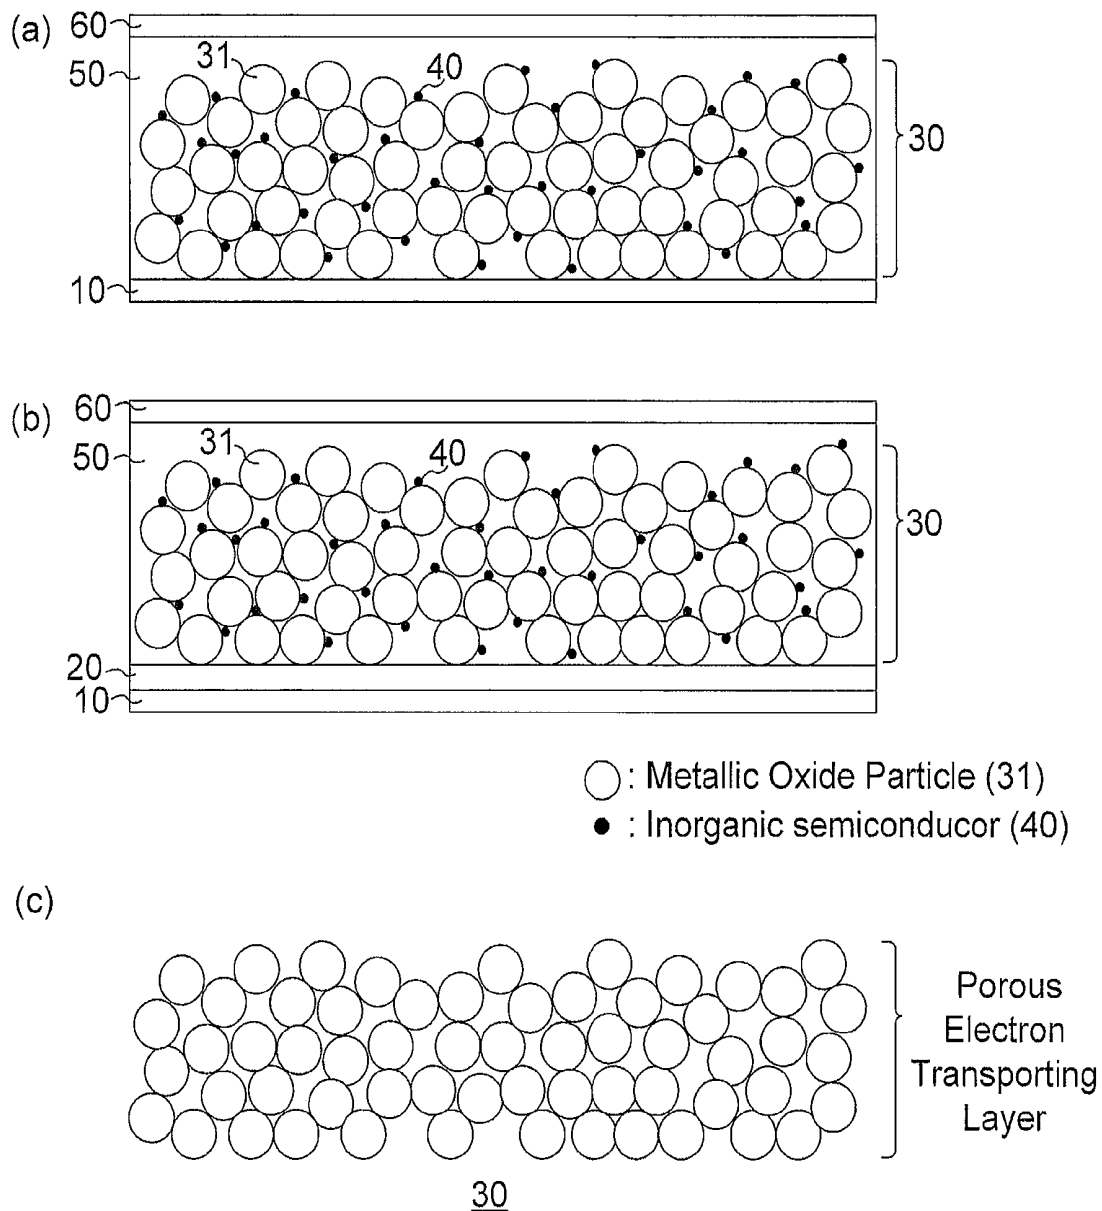 (a)
60
50
31
40
30
10
(b)
60
50
31
40
30
20
10
: Metallic Oxide Particle (31)
: Inorganic semiconducor (40)
(c)
Porous
Electron
Transporting
Layer
30